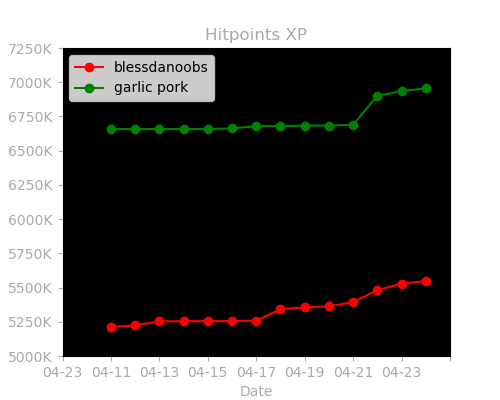 Hitpoints XP
blessdanoobs
garlic pork
7250K
7000K
6750K
6500K
6250K
6000K
5750K
5500K
5250K
5000K
04-23 04-11 04-13 04-15 04-17 04-19 04-21 04-23
Date